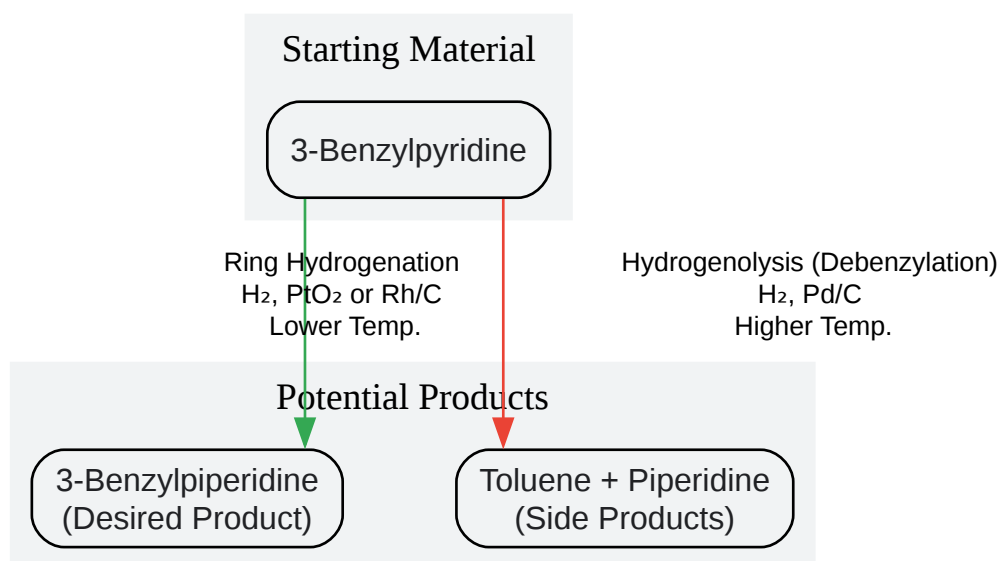 Starting Material
3-Benzylpyridine
Ring Hydrogenation
H₂, PtO₂ or Rh/C
Lower Temp.
Hydrogenolysis (Debenzylation)
H₂, Pd/C
Higher Temp.
Potential Products
3-Benzylpiperidine
(Desired Product)
Toluene + Piperidine
(Side Products)